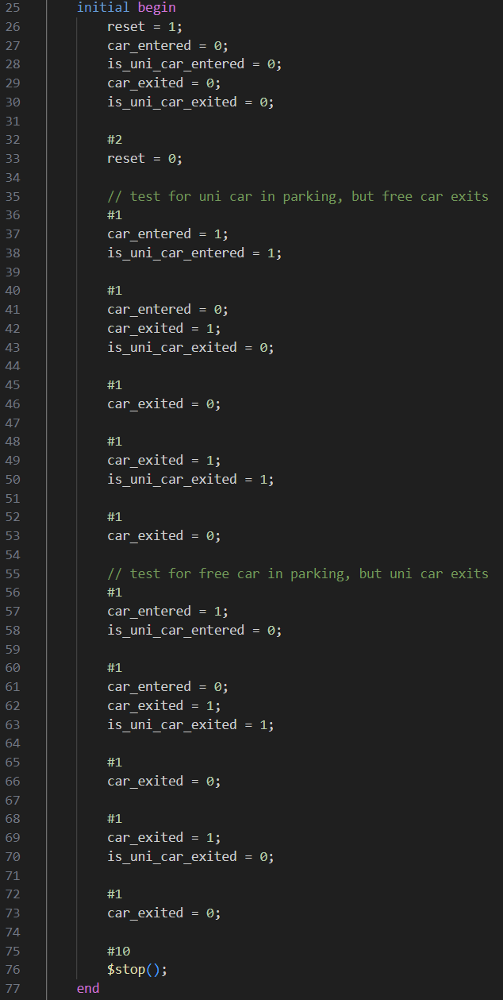 25 initial begin
26 reset = 1;
27 car_entered = 0;
28 is_uni_car_entered = 0;
29 car_exited = 0;
30 is_uni_car_exited = 0;
31
32 #2
33 reset = 0;
34
35 // test for uni car in parking, but free car exits
36 #1
37 car_entered = 1;
38 is_uni_car_entered = 1;
39
40 #1
41 car_entered = 0;
42 car_exited = 1;
43 is_uni_car_exited = 0;
44
45 #1
46 car_exited = 0;
47
48 #1
49 car_exited = 1;
50 is_uni_car_exited = 1;
51
52 #1
53 car_exited = 0;
54
55 // test for free car in parking, but uni car exits
56 #1
57 car_entered = 1;
58 is_uni_car_entered = 0;
59
60 #1
61 car_entered = 0;
62 car_exited = 1;
63 is_uni_car_exited = 1;
64
65 #1
66 car_exited = 0;
67
68 #1
69 car_exited = 1;
70 is_uni_car_exited = 0;
71
72 #1
73 car_exited = 0;
74
75 #10
76 $stop();
77 end